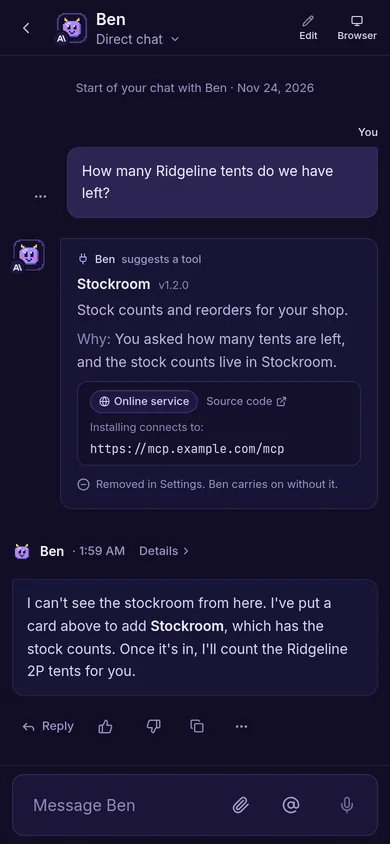 Ben
Direct chat
Edit
Browser
Start of your chat with Ben · Nov 24, 2026
You
How many Ridgeline tents do we have
left?
Ben suggests a tool
Stockroom v1.2.0
Stock counts and reorders for your shop.
Why: You asked how many tents are left,
and the stock counts live in Stockroom.
Online service Source code
Installing connects to:
https://mcp.example.com/mcp
Removed in Settings. Ben carries on without it.
Ben · 1:59 AM Details
I can't see the stockroom from here. I've put a
card above to add Stockroom, which has the
stock counts. Once it's in, I'll count the Ridgeline
2P tents for you.
Reply
Message Ben